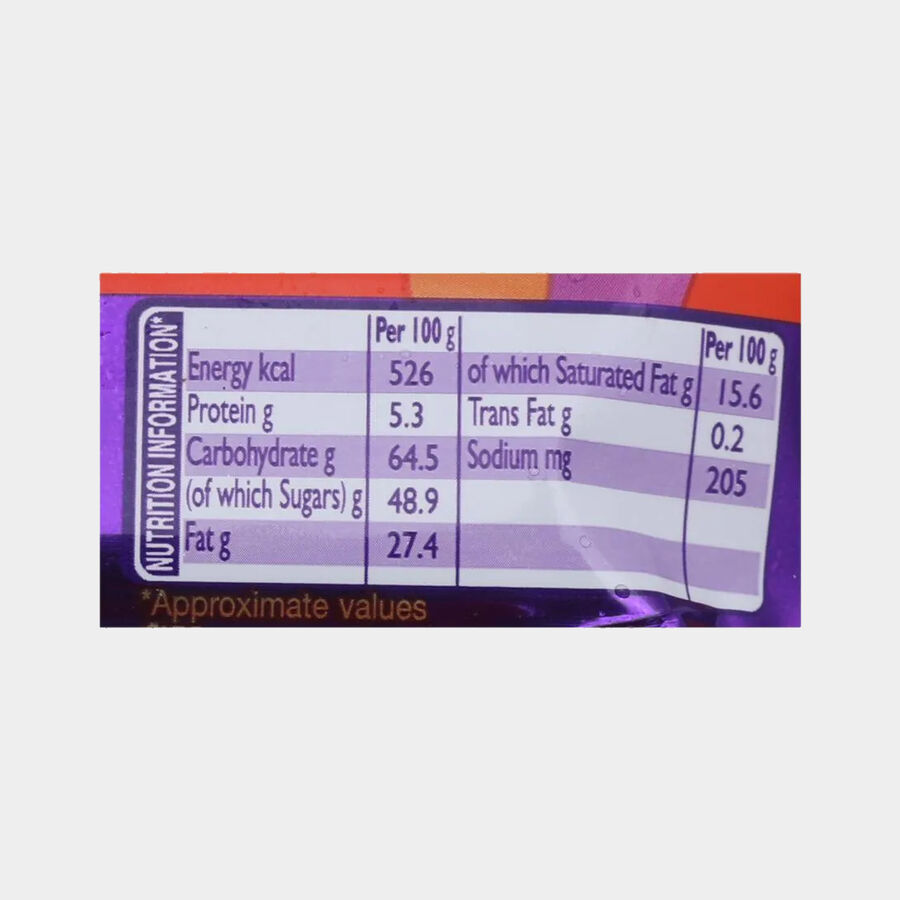 NUTRITION INFORMATION*
Per 100 g Per 100 g
Energy kcal 526 of which Saturated Fat g 15.6
Protein g 5.3 Trans Fat g 0.2
Carbohydrate g 64.5 Sodium mg 205
(of which Sugars) g 48.9
Fat g 27.4
*Approximate values